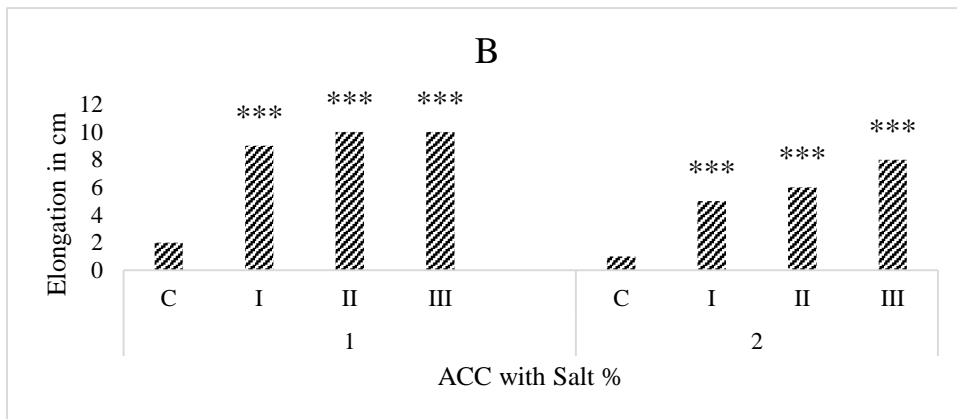 B
Elongation in cm
12
10
8
6
4
2
0
*** *** *** *** *** ***
C I II III C I II III
1 2
ACC with Salt %